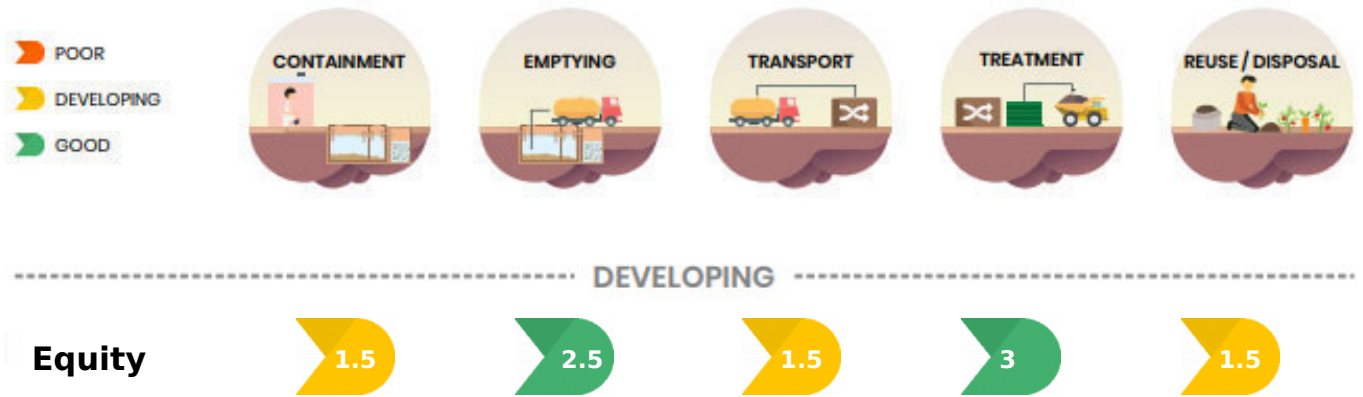 POOR
DEVELOPING
GOOD
CONTAINMENT
EMPTYING
TRANSPORT
TREATMENT
REUSE / DISPOSAL
DEVELOPING
Equity 1.5 2.5 1.5 3 1.5